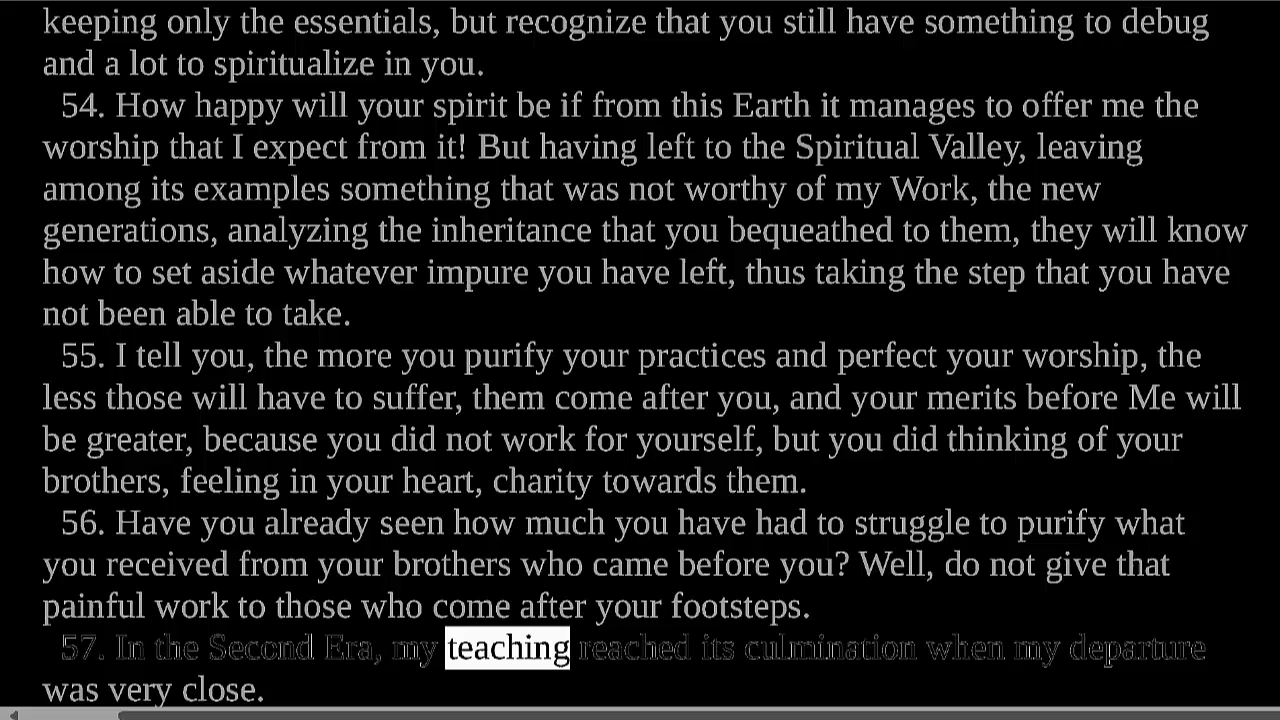 keeping only the essentials, but recognize that you still have something to debug
and a lot to spiritualize in you.
54. How happy will your spirit be if from this Earth it manages to offer me the
worship that I expect from it! But having left to the Spiritual Valley, leaving
among its examples something that was not worthy of my Work, the new
generations, analyzing the inheritance that you bequeathed to them, they will know
how to set aside whatever impure you have left, thus taking the step that you have
not been able to take.
55. I tell you, the more you purify your practices and perfect your worship, the
less those will have to suffer, them come after you, and your merits before Me will
be greater, because you did not work for yourself, but you did thinking of your
brothers, feeling in your heart, charity towards them.
56. Have you already seen how much you have had to struggle to purify what
you received from your brothers who came before you? Well, do not give that
painful work to those who come after your footsteps.
57. In the Second Era, my teaching reached its culmination when my departure
was very close.